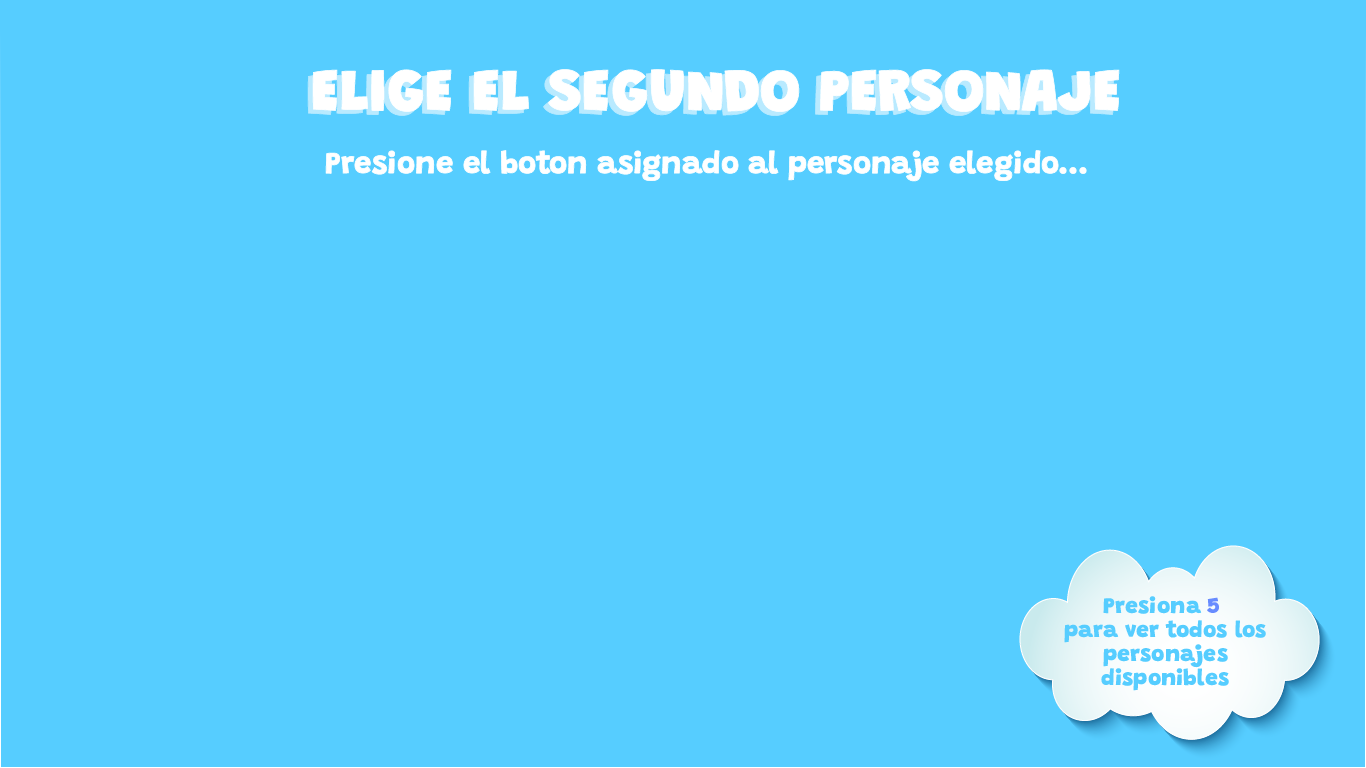 ELIGE EL SEGUNDO PERSONAJE
Presione el boton asignado al personaje elegido...
Presiona 5
para ver todos los
personajes
disponibles